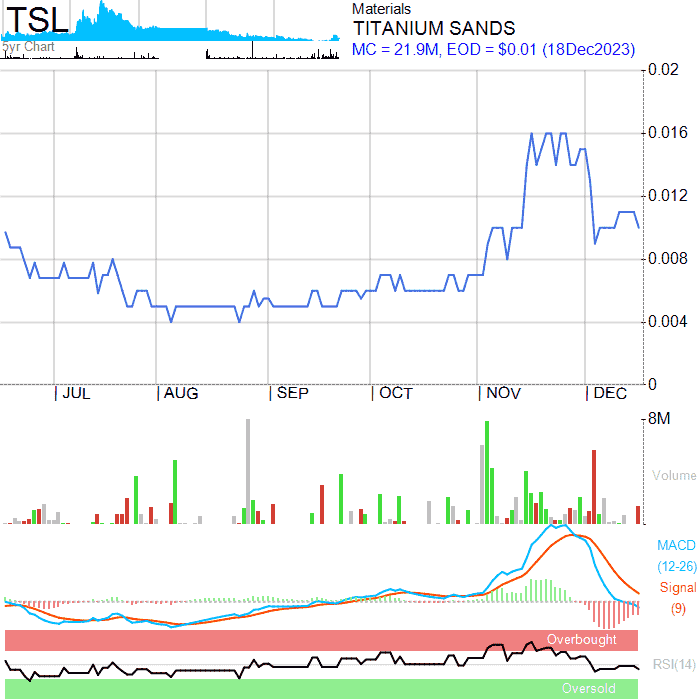 TSL
5yr Chart
Materials
TITANIUM SANDS
MC = 21.9M, EOD = $0.01 (18Dec2023)
0.02
0.016
0.012
0.008
0.004
0
JUL AUG SEP OCT NOV DEC
8M
Volume
MACD
(12-26)
Signal
(9)
Overbought
RSI(14)
Oversold